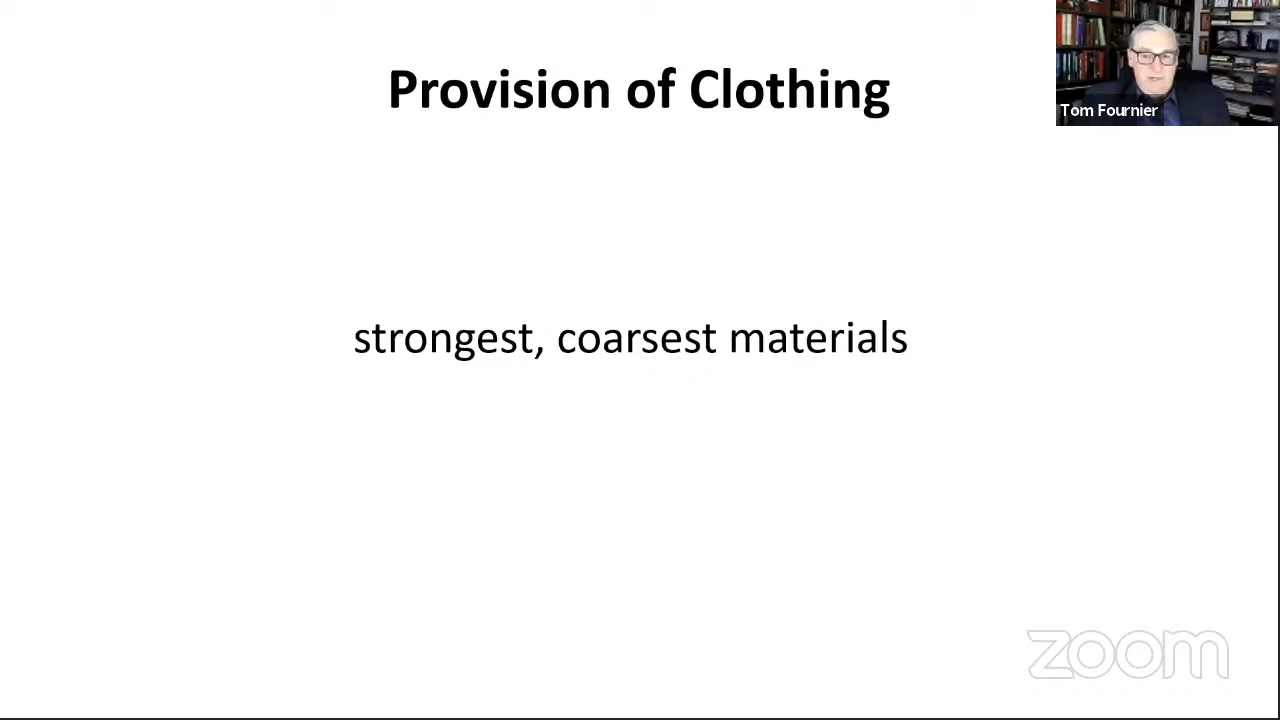 Provision of Clothing
Tom Fournier
strongest, coarsest materials
zoom